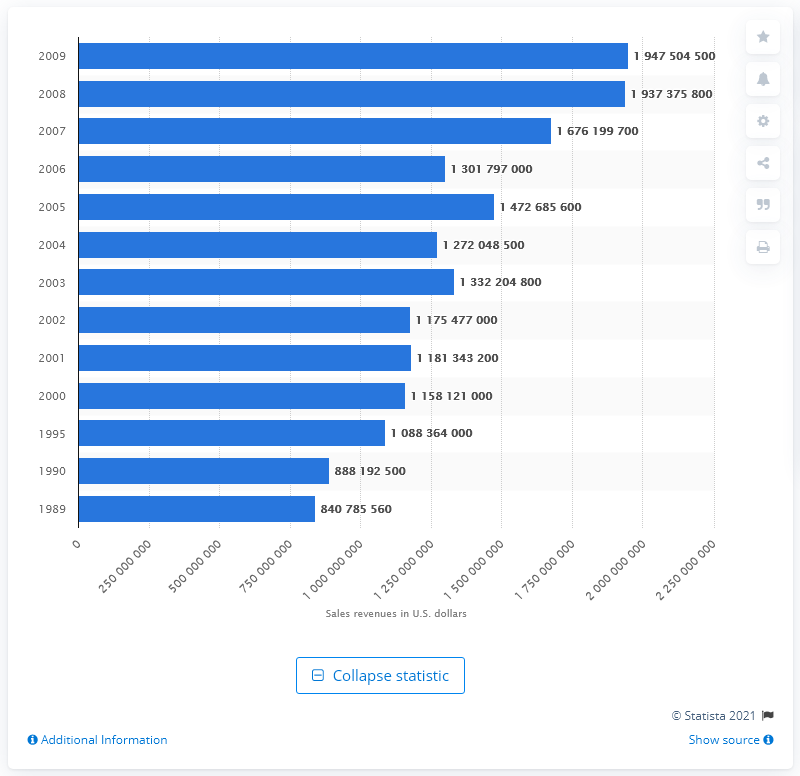 2009 1 947 504 500
2008 1 937 375 800
2007 1 676 199 700
2006 1 301 797 000
2005 1 472 685 600
2004 1 272 048 500
2003 1 332 204 800
2002 1 175 477 000
2001 1 181 343 200
2000 1 158 121 000
1995 1 088 364 000
1990 888 192 500
1989 840 785 560
0 250 000 000 500 000 000 750 000 000 1 000 000 000 1 250 000 000 1 500 000 000 1 750 000 000 2 000 000 000 2 250 000 000
Sales revenues in U.S. dollars
Collapse statistic
© Statista 2021
Additional Information Show source